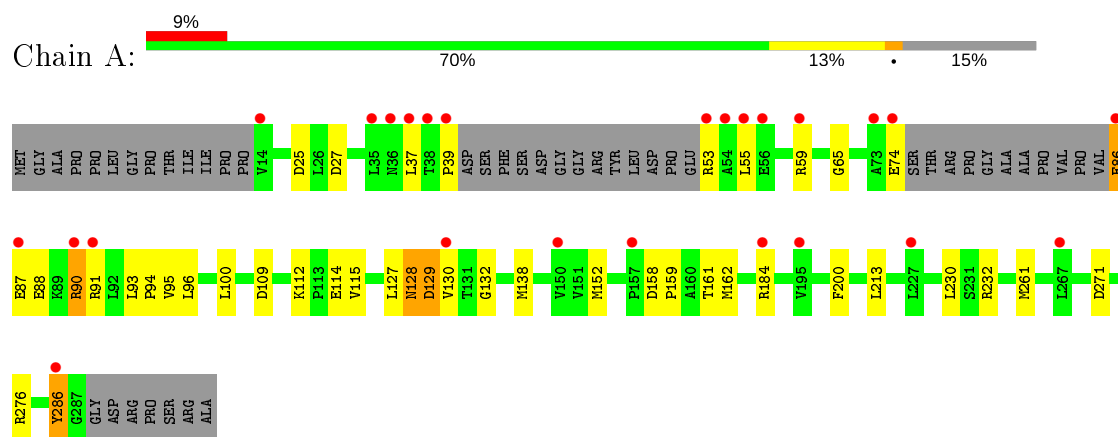 9%
Chain A:
70% 13% • 15%
MET GLY ALA PRO PRO LEU GLY PRO THR ILE ILE PRO PRO V14 D25 L26 D27 L35 N36 L37 T38 P39 ASP SER PHE SER ASP GLY GLY ARG TYR LEU ASP PRO GLU R53 A54 L55 E56 R59 G65 A73 E74 SER THR ARG PRO GLY ALA ALA PRO VAL PRO VAL E86
E87 E88 K89 R90 R91 L92 L93 P94 V95 L96 L100 D109 K112 P113 E114 V115 L127 N128 D129 V130 T131 G132 M138 V150 V151 M152 P157 D158 P159 A160 T161 M162 R184 V195 F200 L213 L227 L230 S231 R232 M261 L267 D271
R276 Y286 G287 GLY ASP ARG PRO SER ARG ALA